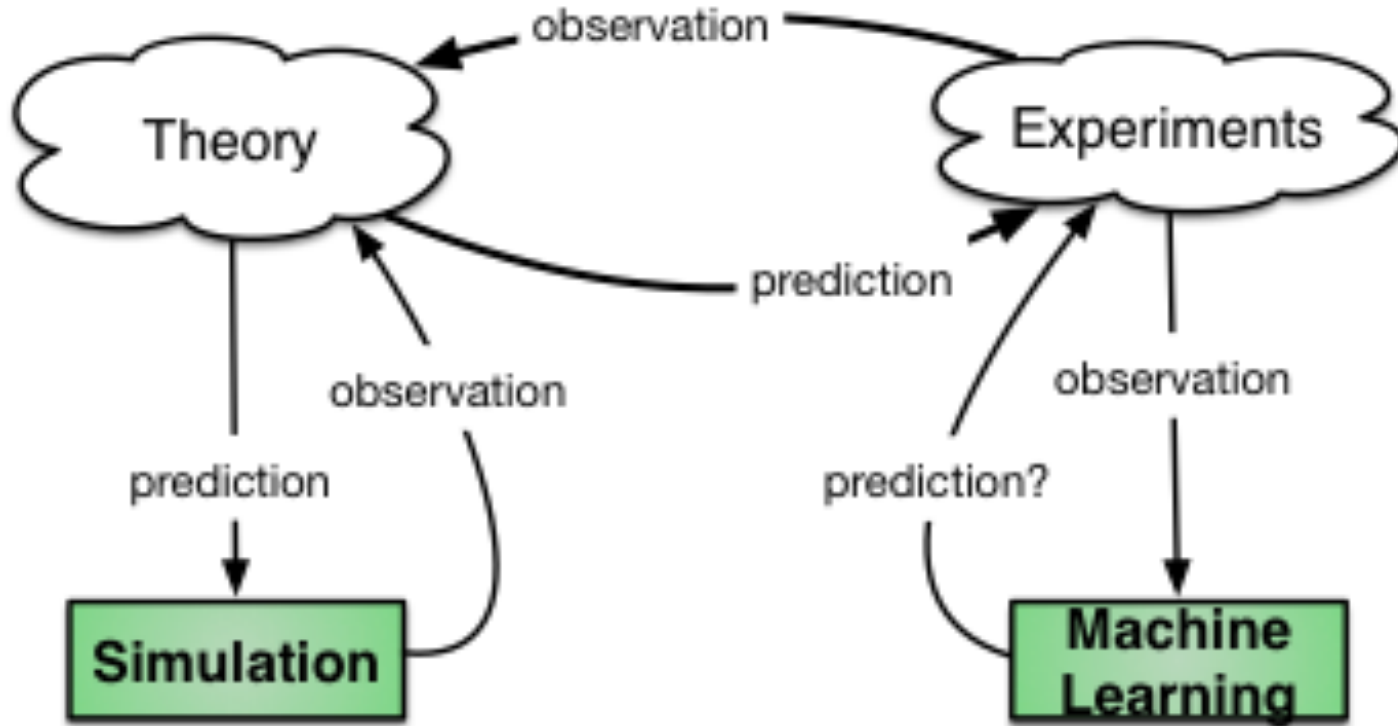 observation
Theory
Experiments
prediction
observation
observation
prediction
prediction?
Simulation
Machine
Learning